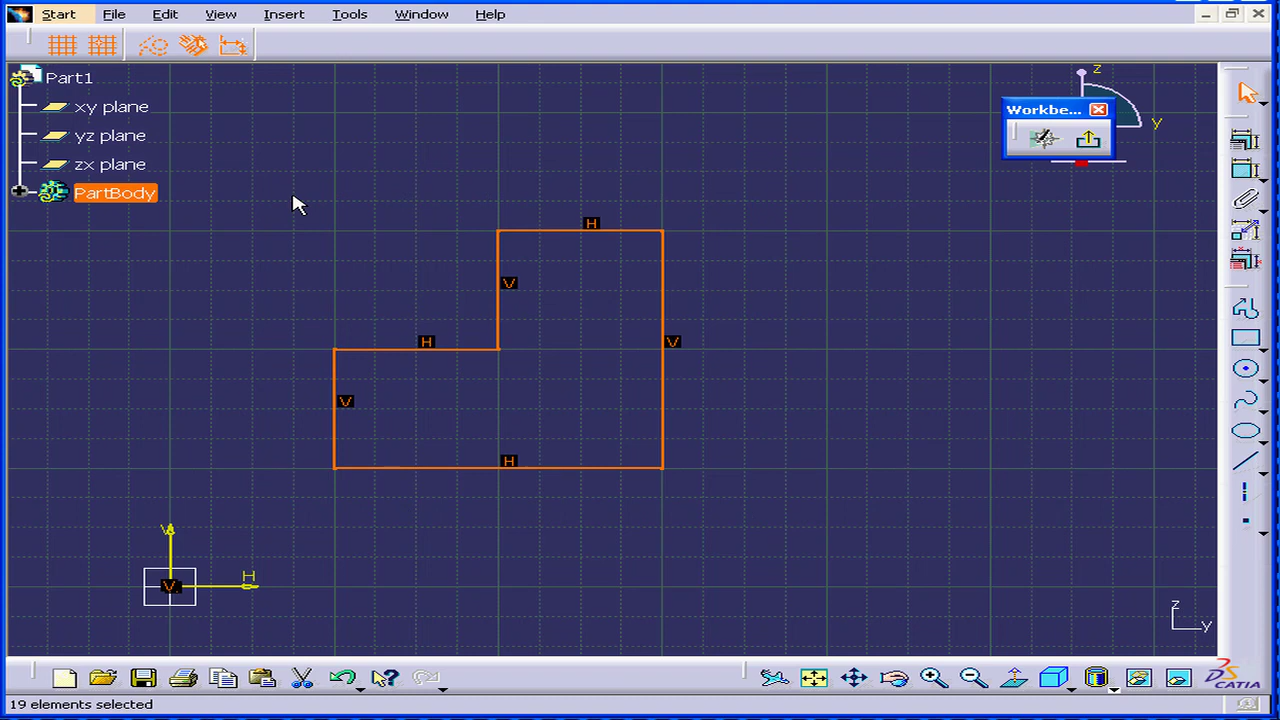 Start File Edit View Insert Tools Window Help
Part1
xy plane
yz plane
zx plane
PartBody
z
y
Workbe...
H
V
H
V
V
H
V
H
V
z
y
CATIA
19 elements selected